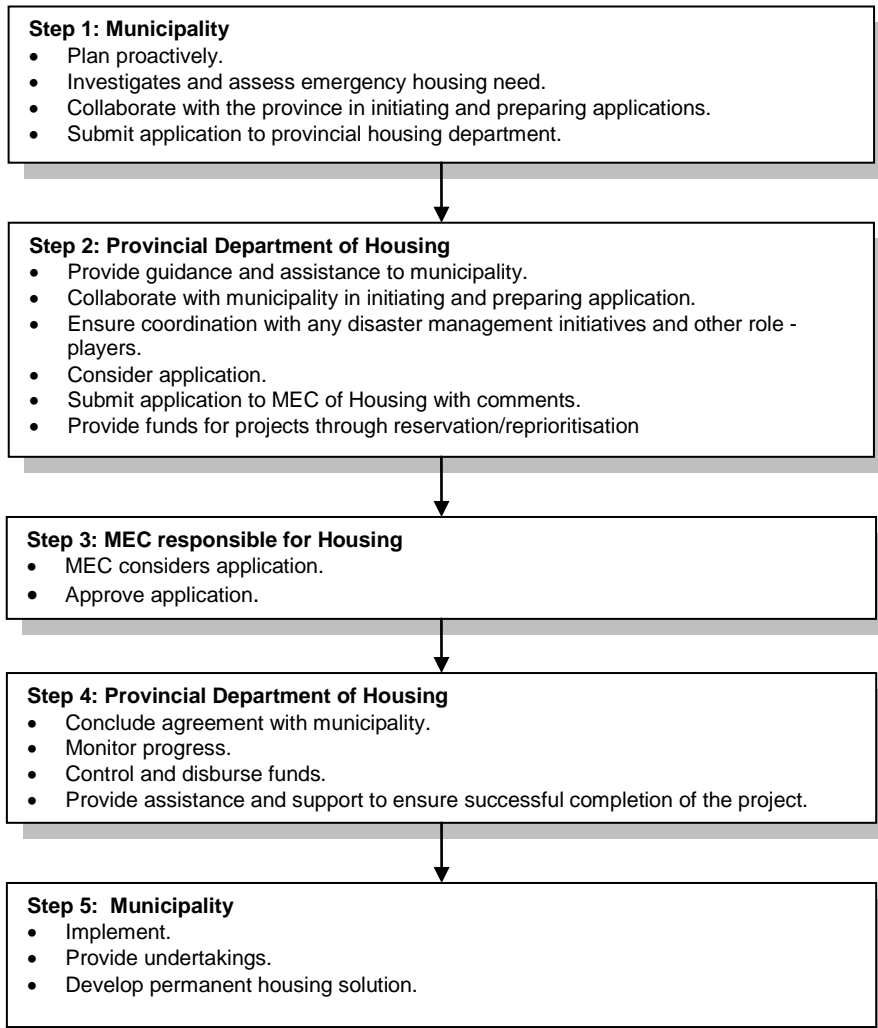 Step 1: Municipality
• Plan proactively.
• Investigates and assess emergency housing need.
• Collaborate with the province in initiating and preparing applications.
• Submit application to provincial housing department.
Step 2: Provincial Department of Housing
• Provide guidance and assistance to municipality.
• Collaborate with municipality in initiating and preparing application.
• Ensure coordination with any disaster management initiatives and other role -
players.
• Consider application.
• Submit application to MEC of Housing with comments.
• Provide funds for projects through reservation/reprioritisation
Step 3: MEC responsible for Housing
• MEC considers application.
• Approve application.
Step 4: Provincial Department of Housing
• Conclude agreement with municipality.
• Monitor progress.
• Control and disburse funds.
• Provide assistance and support to ensure successful completion of the project.
Step 5: Municipality
• Implement.
• Provide undertakings.
• Develop permanent housing solution.